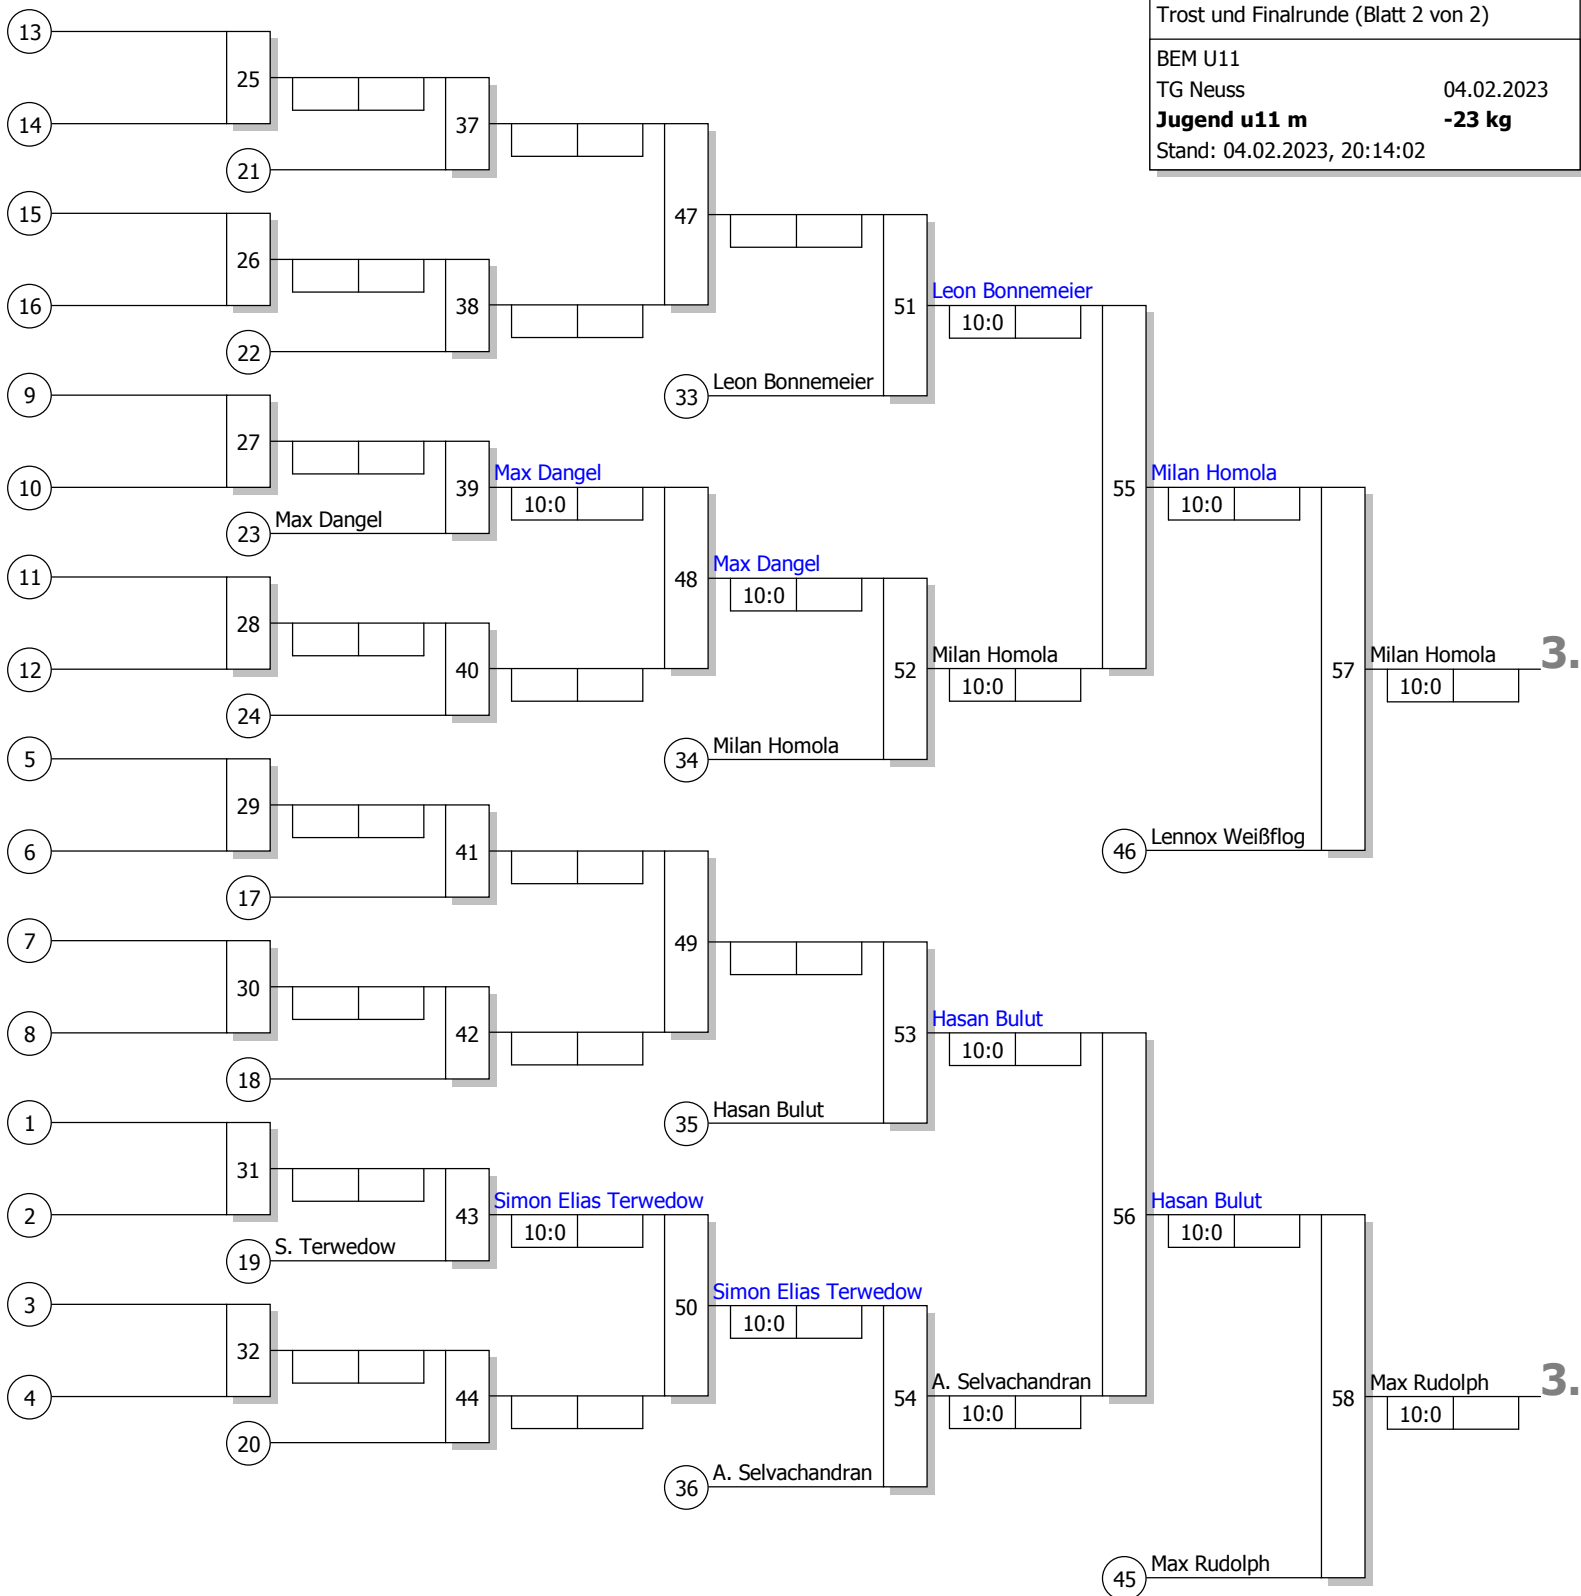 Trost und Finalrunde (Blatt 2 von 2)
BEM U11
TG Neuss 04.02.2023
Jugend u11 m -23 kg
Stand: 04.02.2023, 20:14:02
13
25
14
37
21
15
47
26
16
38
51
Leon Bonnemeier
10:0
22
33
Leon Bonnemeier
9
27
10
39
Max Dangel
10:0
55
Milan Homola
10:0
23
Max Dangel
11
48
Max Dangel
10:0
28
12
40
52
Milan Homola
10:0
57
Milan Homola
10:0
3.
24
34
Milan Homola
5
29
6
41
46
Lennox Weißflog
17
7
49
30
8
42
53
Hasan Bulut
10:0
18
35
Hasan Bulut
1
31
2
43
Simon Elias Terwedow
10:0
56
Hasan Bulut
10:0
19
S. Terwedow
3
50
Simon Elias Terwedow
10:0
32
4
44
54
A. Selvachandran
10:0
58
Max Rudolph
10:0
3.
20
36
A. Selvachandran
45
Max Rudolph